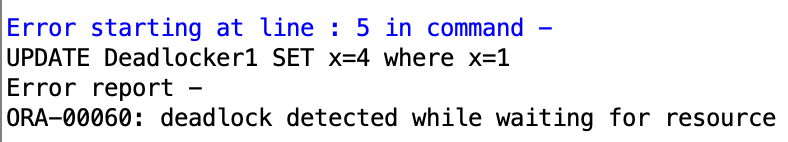 Error starting at line : 5 in command -
UPDATE Deadlocker1 SET x=4 where x=1
Error report -
ORA-00060: deadlock detected while waiting for resource